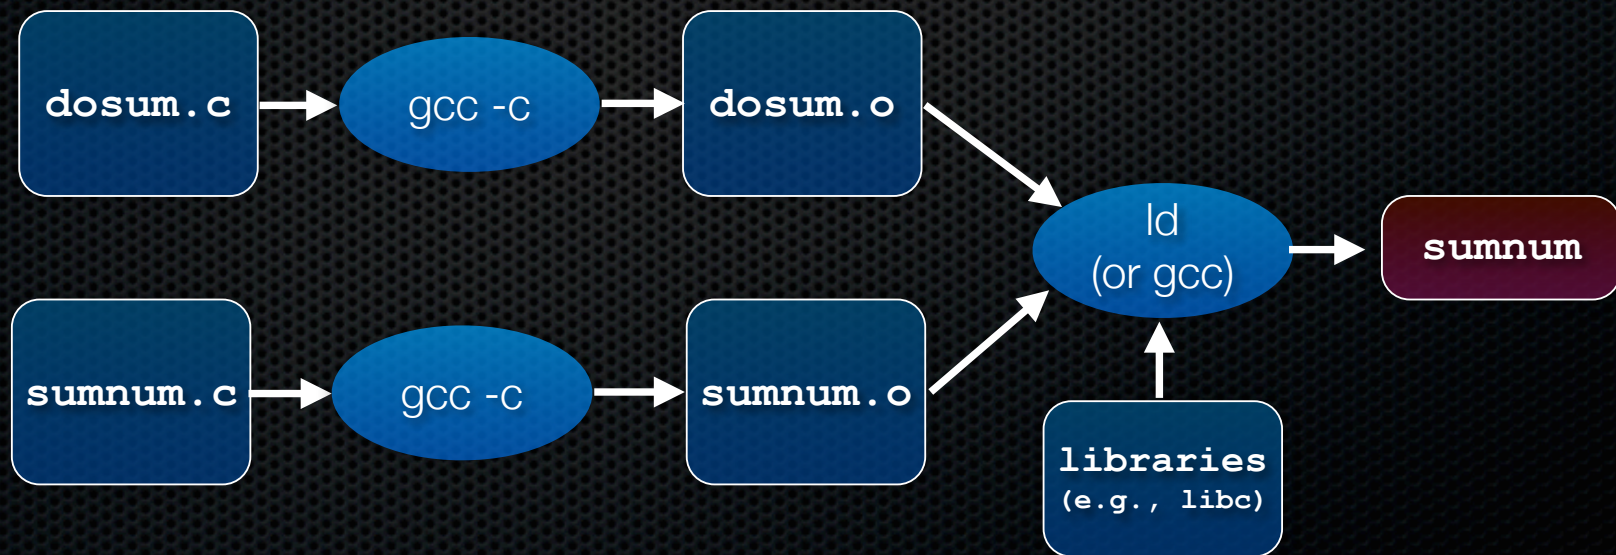 dosum.c
gcc -c
dosum.o
ld
(or gcc)
sumnum
sumnum.c
gcc -c
sumnum.o
libraries
(e.g., libc)